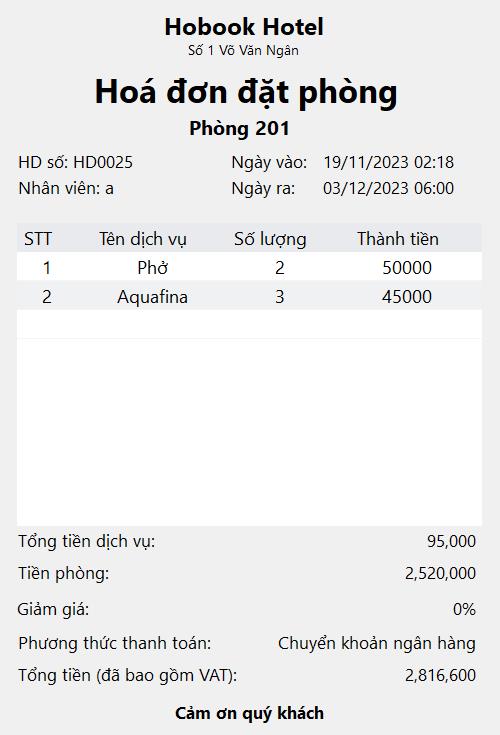 Hobook Hotel
Số 1 Võ Văn Ngân
Hoá đơn đặt phòng
Phòng 201
HD số: HD0025 Ngày vào: 19/11/2023 02:18
Nhân viên: a Ngày ra: 03/12/2023 06:00
STT Tên dịch vụ Số lượng Thành tiền
1 Phở 2 50000
2 Aquafina 3 45000
Tổng tiền dịch vụ: 95,000
Tiền phòng: 2,520,000
Giảm giá: 0%
Phương thức thanh toán: Chuyển khoản ngân hàng
Tổng tiền (đã bao gồm VAT): 2,816,600
Cảm ơn quý khách